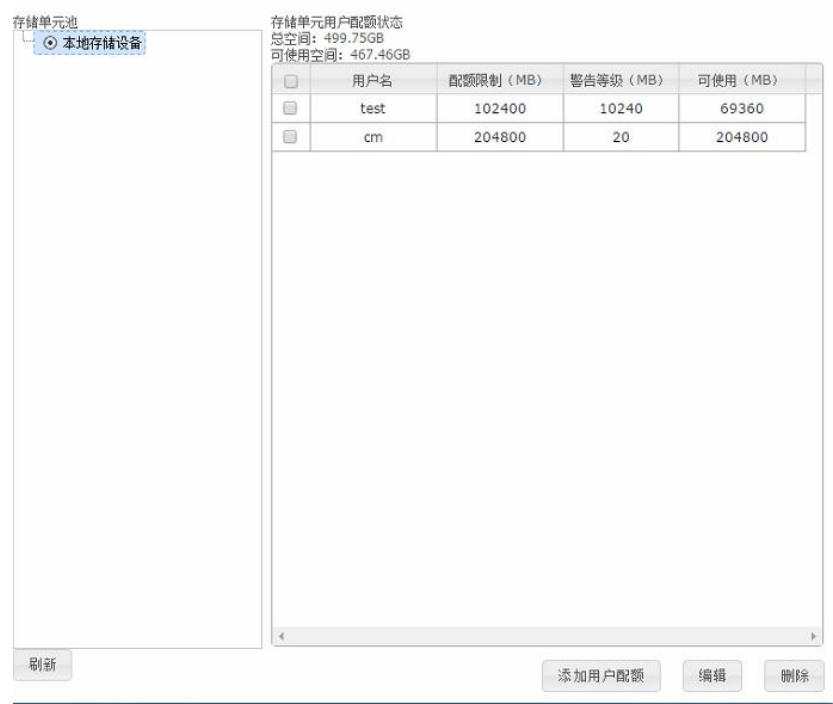 存储单元池
本地存储设备
刷新
存储单元用户配额状态
总空间：499.75GB
可使用空间：467.46GB
用户名 配额限制（MB） 警告等级（MB） 可使用（MB）
test 102400 10240 69360
cm 204800 20 204800
添加用户配额 编辑 删除